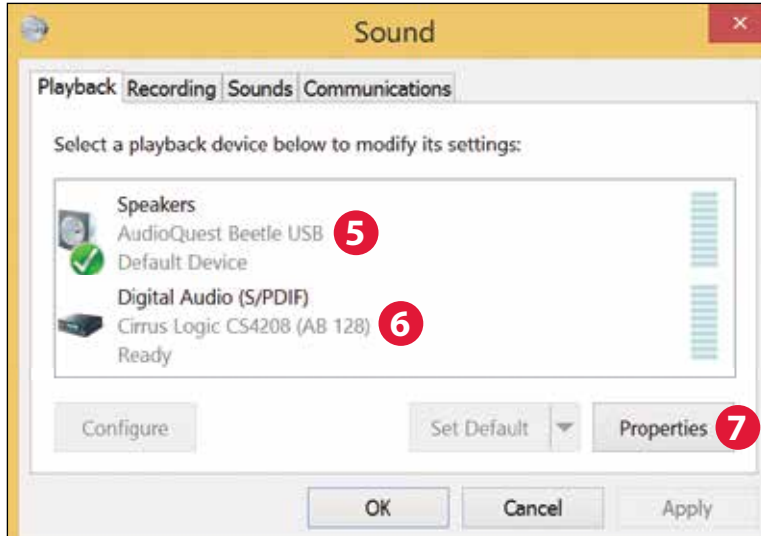 Sound
×
Playback Recording Sounds Communications
Select a playback device below to modify its settings:
Speakers
AudioQuest Beetle USB 5
Default Device
Digital Audio (S/PDIF)
Cirrus Logic CS4208 (AB 128) 6
Ready
Configure Set Default Properties 7
OK Cancel Apply